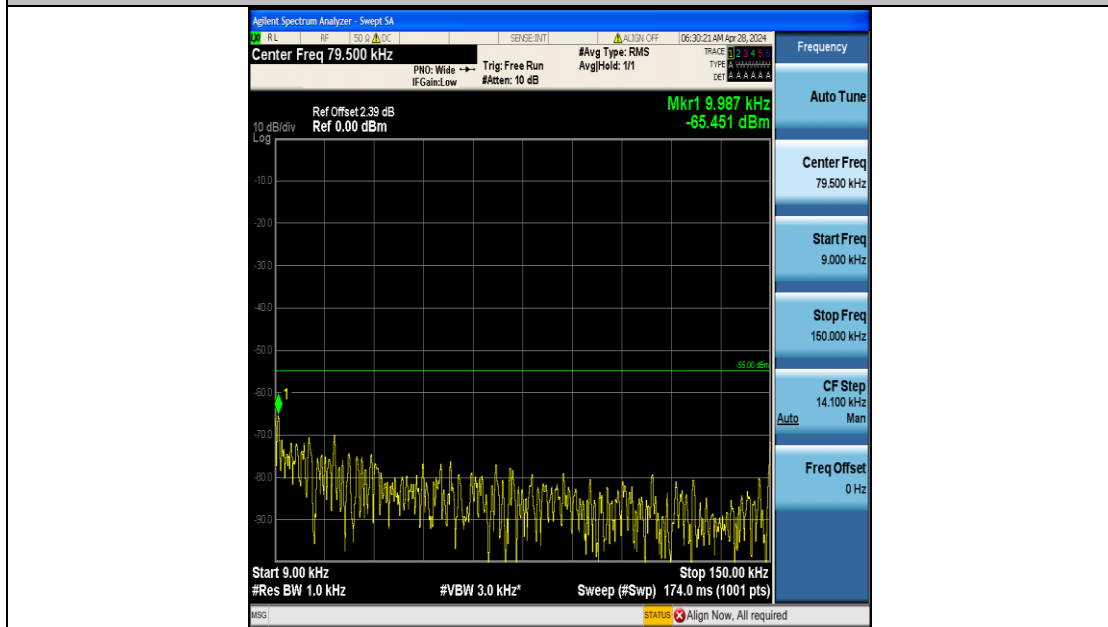 Agilent Spectrum Analyzer - Swept SA
RL RF 50 Ω DC SENSE:INT ALIGN OFF 06:30:21 AM Apr 28, 2024
Center Freq 79.500 kHz
PNO: Wide
IFGain:Low
Trig: Free Run
#Atten: 10 dB
#Avg Type: RMS
Avg|Hold: 1/1
TRACE 1 2 3 4 5 6
TYPE A WWWWW
DET A A A A A A
Mkr1 9.987 kHz
-65.451 dBm
Ref Offset 2.39 dB
10 dB/div Ref 0.00 dBm
Log
-10.0
-20.0
-30.0
-40.0
-50.0
-55.00 dBm
-60.0
1
-70.0
-80.0
-90.0
Start 9.00 kHz Stop 150.00 kHz
#Res BW 1.0 kHz #VBW 3.0 kHz* Sweep (#Swp) 174.0 ms (1001 pts)
MSG STATUS Align Now, All required
Frequency
Auto Tune
Center Freq
79.500 kHz
Start Freq
9.000 kHz
Stop Freq
150.000 kHz
CF Step
14.100 kHz
Auto Man
Freq Offset
0 Hz